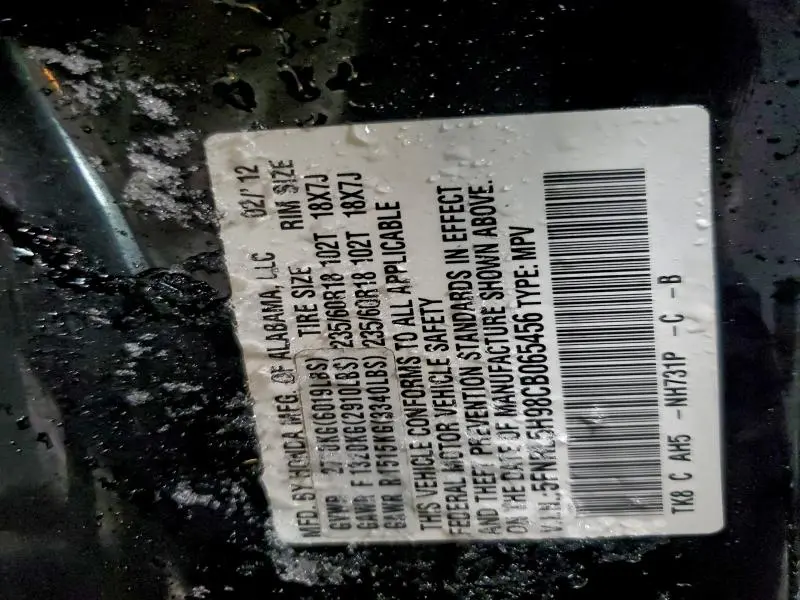 MFD. BY HONDA MFG. OF ALABAMA, LLC 02/'12
GVWR KG(6019LBS) TIRE SIZE RIM SIZE
GAWR F 1320KG(2910LBS) 235/60R18 102T 18X7J
GAWR R 1515KG(3340LBS) 235/60R18 102T 18X7J
THIS VEHICLE CONFORMS TO ALL APPLICABLE
FEDERAL MOTOR VEHICLE SAFETY
AND THEFT PREVENTION STANDARDS IN EFFECT
ON THE DATE OF MANUFACTURE SHOWN ABOVE.
V.I.N.:5FNRL5H98CB065456 TYPE: MPV
TK8 C AH5 -NH731P -C -B